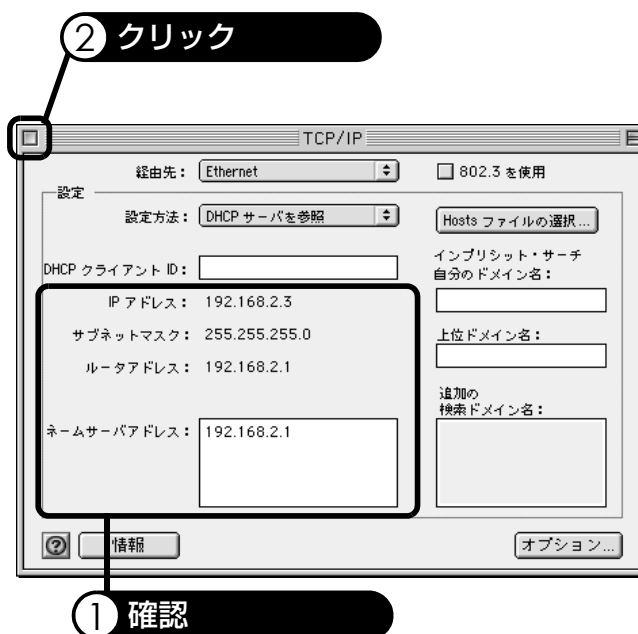 ② クリック
TCP/IP
経由先： Ethernet
802.3 を使用
設定
設定方法： DHCP サーバを参照
Hosts ファイルの選択...
DHCP クライアント ID：
インプリシット・サーチ
自分のドメイン名：
IP アドレス： 192.168.2.3
サブネットマスク： 255.255.255.0
上位ドメイン名：
ルータアドレス： 192.168.2.1
追加の
検索ドメイン名：
ネームサーバアドレス： 192.168.2.1
? 情報
オプション...
① 確認